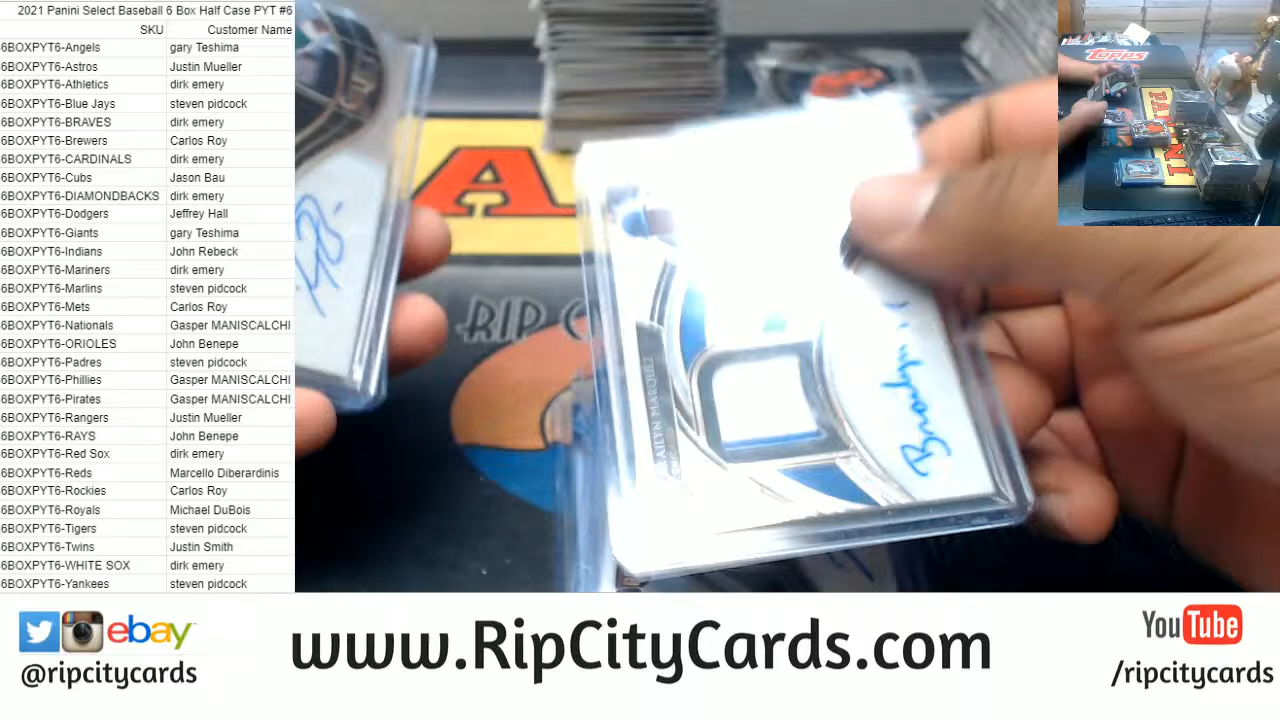 2021 Panini Select Baseball 6 Box Half Case PYT #6
SKU Customer Name
6BOXPYT6-Angels gary Teshima
6BOXPYT6-Astros Justin Mueller
6BOXPYT6-Athletics dirk emery
6BOXPYT6-Blue Jays steven pidcock
6BOXPYT6-BRAVES dirk emery
6BOXPYT6-Brewers Carlos Roy
6BOXPYT6-CARDINALS dirk emery
6BOXPYT6-Cubs Jason Bau
6BOXPYT6-DIAMONDBACKS dirk emery
6BOXPYT6-Dodgers Jeffrey Hall
6BOXPYT6-Giants gary Teshima
6BOXPYT6-Indians John Rebeck
6BOXPYT6-Mariners dirk emery
6BOXPYT6-Marlins steven pidcock
6BOXPYT6-Mets Carlos Roy
6BOXPYT6-Nationals Gasper MANISCALCHI
6BOXPYT6-ORIOLES John Benepe
6BOXPYT6-Padres steven pidcock
6BOXPYT6-Phillies Gasper MANISCALCHI
6BOXPYT6-Pirates Gasper MANISCALCHI
6BOXPYT6-Rangers Justin Mueller
6BOXPYT6-RAYS John Benepe
6BOXPYT6-Red Sox dirk emery
6BOXPYT6-Reds Marcello Diberardinis
6BOXPYT6-Rockies Carlos Roy
6BOXPYT6-Royals Michael DuBois
6BOXPYT6-Tigers steven pidcock
6BOXPYT6-Twins Justin Smith
6BOXPYT6-WHITE SOX dirk emery
6BOXPYT6-Yankees steven pidcock
A
RIP C
AILYN MARQUEZ
Topps
PANINI
ebay
@ripcitycards
www.RipCityCards.com
YouTube
/ripcitycards